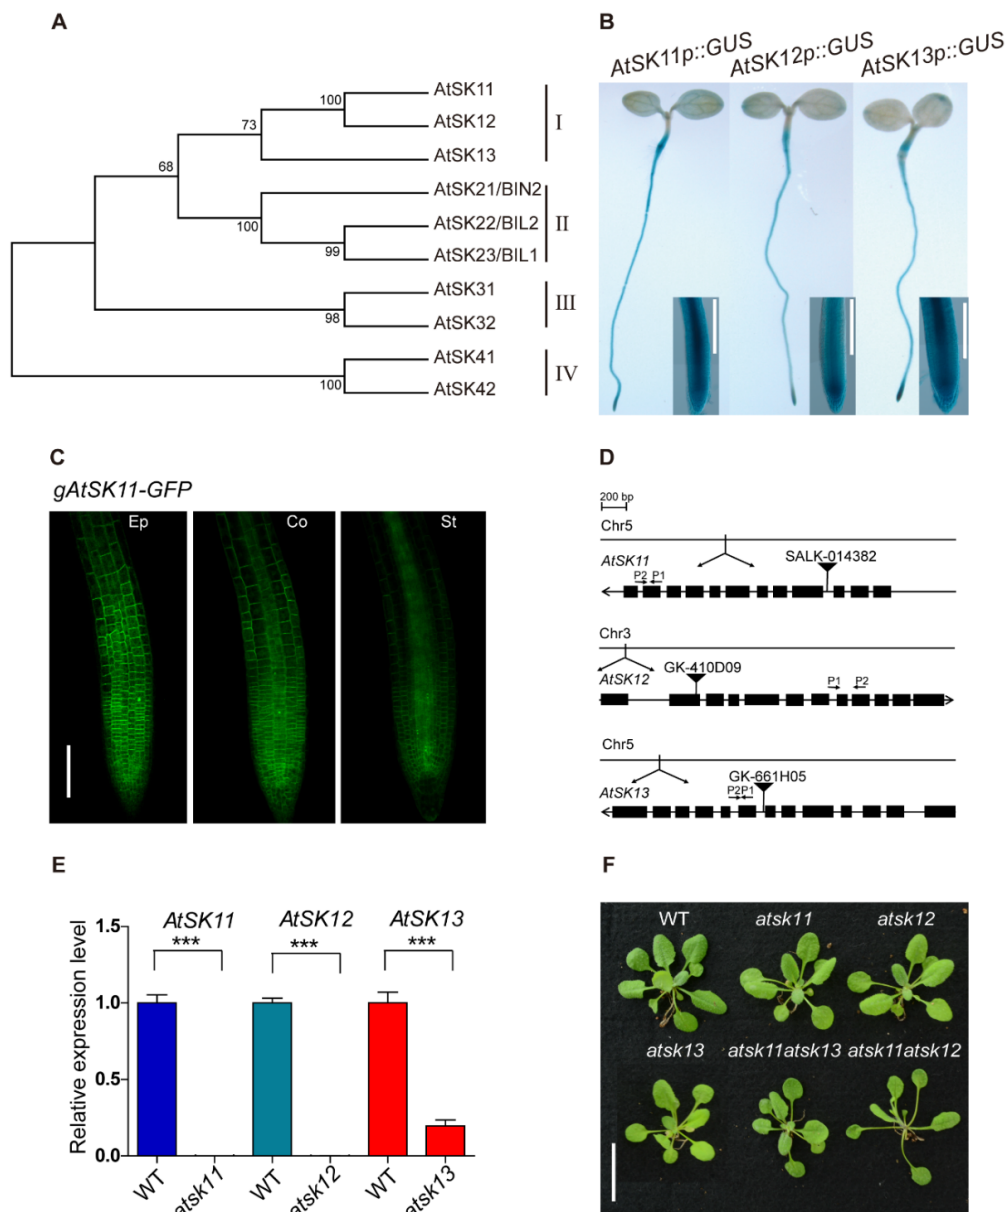 A
AtSK11
AtSK12
AtSK13
AtSK21/BIN2
AtSK22/BIL2
AtSK23/BIL1
AtSK31
AtSK32
AtSK41
AtSK42
100
73
68
100
99
98
100
I
II
III
IV
B
AtSK11p::GUS
AtSK12p::GUS
AtSK13p::GUS
C
gAtSK11-GFP
Ep
Co
St
D
200 bp
Chr5
AtSK11
SALK-014382
P2
P1
Chr3
AtSK12
GK-410D09
P1
P2
Chr5
AtSK13
GK-661H05
P2P1
E
Relative expression level
1.5
1.0
0.5
0.0
AtSK11
AtSK12
AtSK13
***
***
***
WT
atsk11
WT
atsk12
WT
atsk13
F
WT
atsk11
atsk12
atsk13
atsk11atsk13
atsk11atsk12